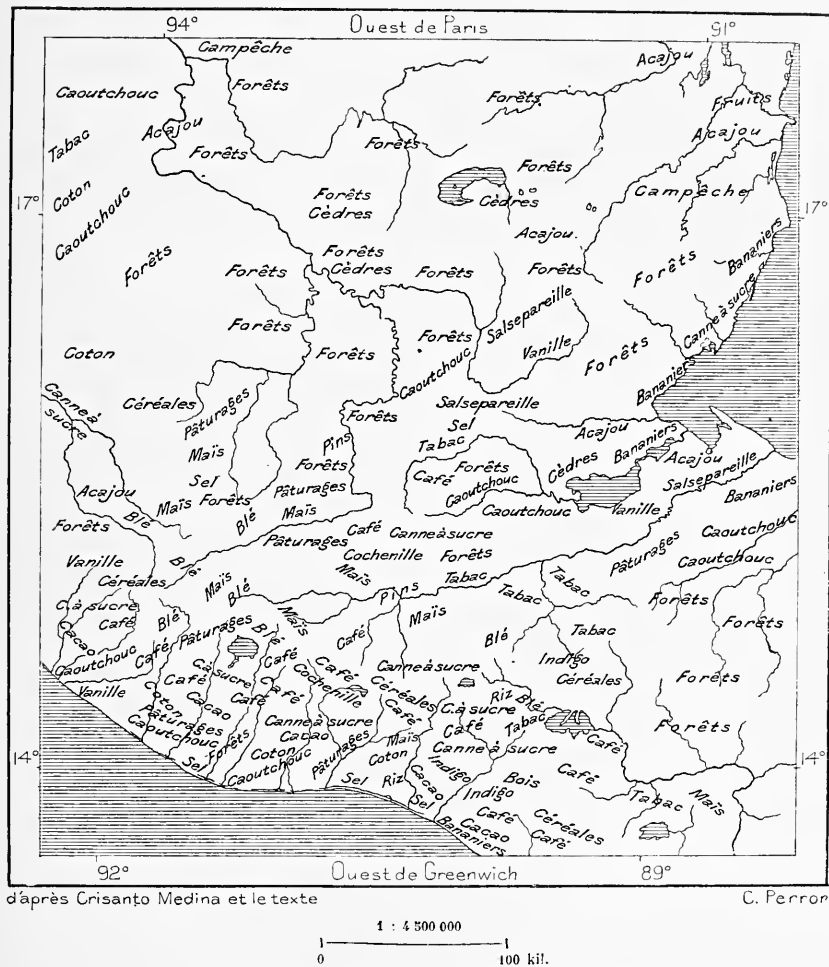 94° Ouest de Paris 91°
Campêche
Acajou
Caoutchouc
Forêts
Forêts
Fruits
Tabac
Acajou
Forêts
Acajou
Forêts
Forêts
Coton
17°
Forêts
Cèdres
Cèdres
Campêche
17°
Caoutchouc
Acajou
Forêts
Forêts
Cèdres
Forêts
Forêts
Forêts
Bananiers
Forêts
Salsepareille
Canne à sucre
Forêts
Forêts
Vanille
Forêts
Coton
Caoutchouc
Bananiers
Canne à
sucre
Céréales
Pâturages
Forêts
Salsepareille
Maïs
Pins
Sel
Tabac
Acajou
Bananiers
Acajou
Sel
Forêts
Café
Forêts
Cèdres
Salsepareille
Acajou
Maïs
Forêts
Pâturages
Caoutchouc
Bananiers
Blé
Blé
Maïs
Caoutchouc
Vanille
Forêts
Café
Canne à sucre
Caoutchouc
Pâturages
Cochenille
Forêts
Pâturages
Caoutchouc
Vanille
Blé
Maïs
Tabac
Tabac
Céréales
Maïs
Blé
Pins
Tabac
Forêts
C. à sucre
Café
Blé
Maïs
Maïs
Blé
Tabac
Forêts
Cacao
Café
Pâturages
Blé
Café
Indigo
Caoutchouc
Café
Café
Canne à sucre
Céréales
Forêts
Vanille
C. à sucre
Café
Cochenille
Céréales
Riz
Blé
Coton
Café
Café
Café
C. à sucre
Tabac
Forêts
Pâturages
Cacao
Café
Canne à sucre
Café
Café
Caoutchouc
Forêts
Coton
Cacao
Maïs
Canne à sucre
14°
Sel
Caoutchouc
Pâturages
Coton
Indigo
Bois
Café
14°
Sel
Riz
Cacao
Indigo
Tabac
Maïs
Sel
Café
Céréales
Bananiers
Cacao
Café
92° Ouest de Greenwich 89°
d'après Crisanto Medina et le texte
C. Perron
1 : 4 500 000
0 100 kil.